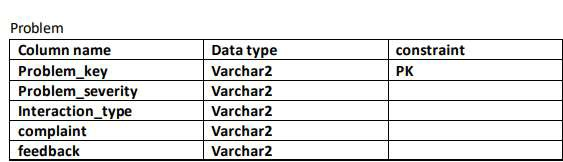 Problem
Column name Data type constraint
Problem_key Varchar2 PK
Problem_severity Varchar2
Interaction_type Varchar2
complaint Varchar2
feedback Varchar2